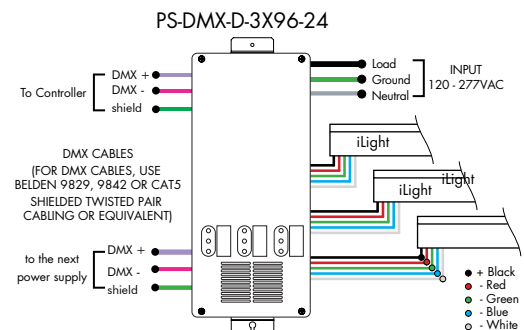 PS-DMX-D-3X96-24
To Controller
DMX +
DMX -
shield
Load
Ground
Neutral
INPUT
120 - 277VAC
DMX CABLES
(FOR DMX CABLES, USE
BELDEN 9829, 9842 OR CAT5
SHIELDED TWISTED PAIR
CABLING OR EQUIVALENT)
iLight
iLight
iLight
to the next
power supply
DMX +
DMX -
shield
+ Black
- Red
- Green
- Blue
- White